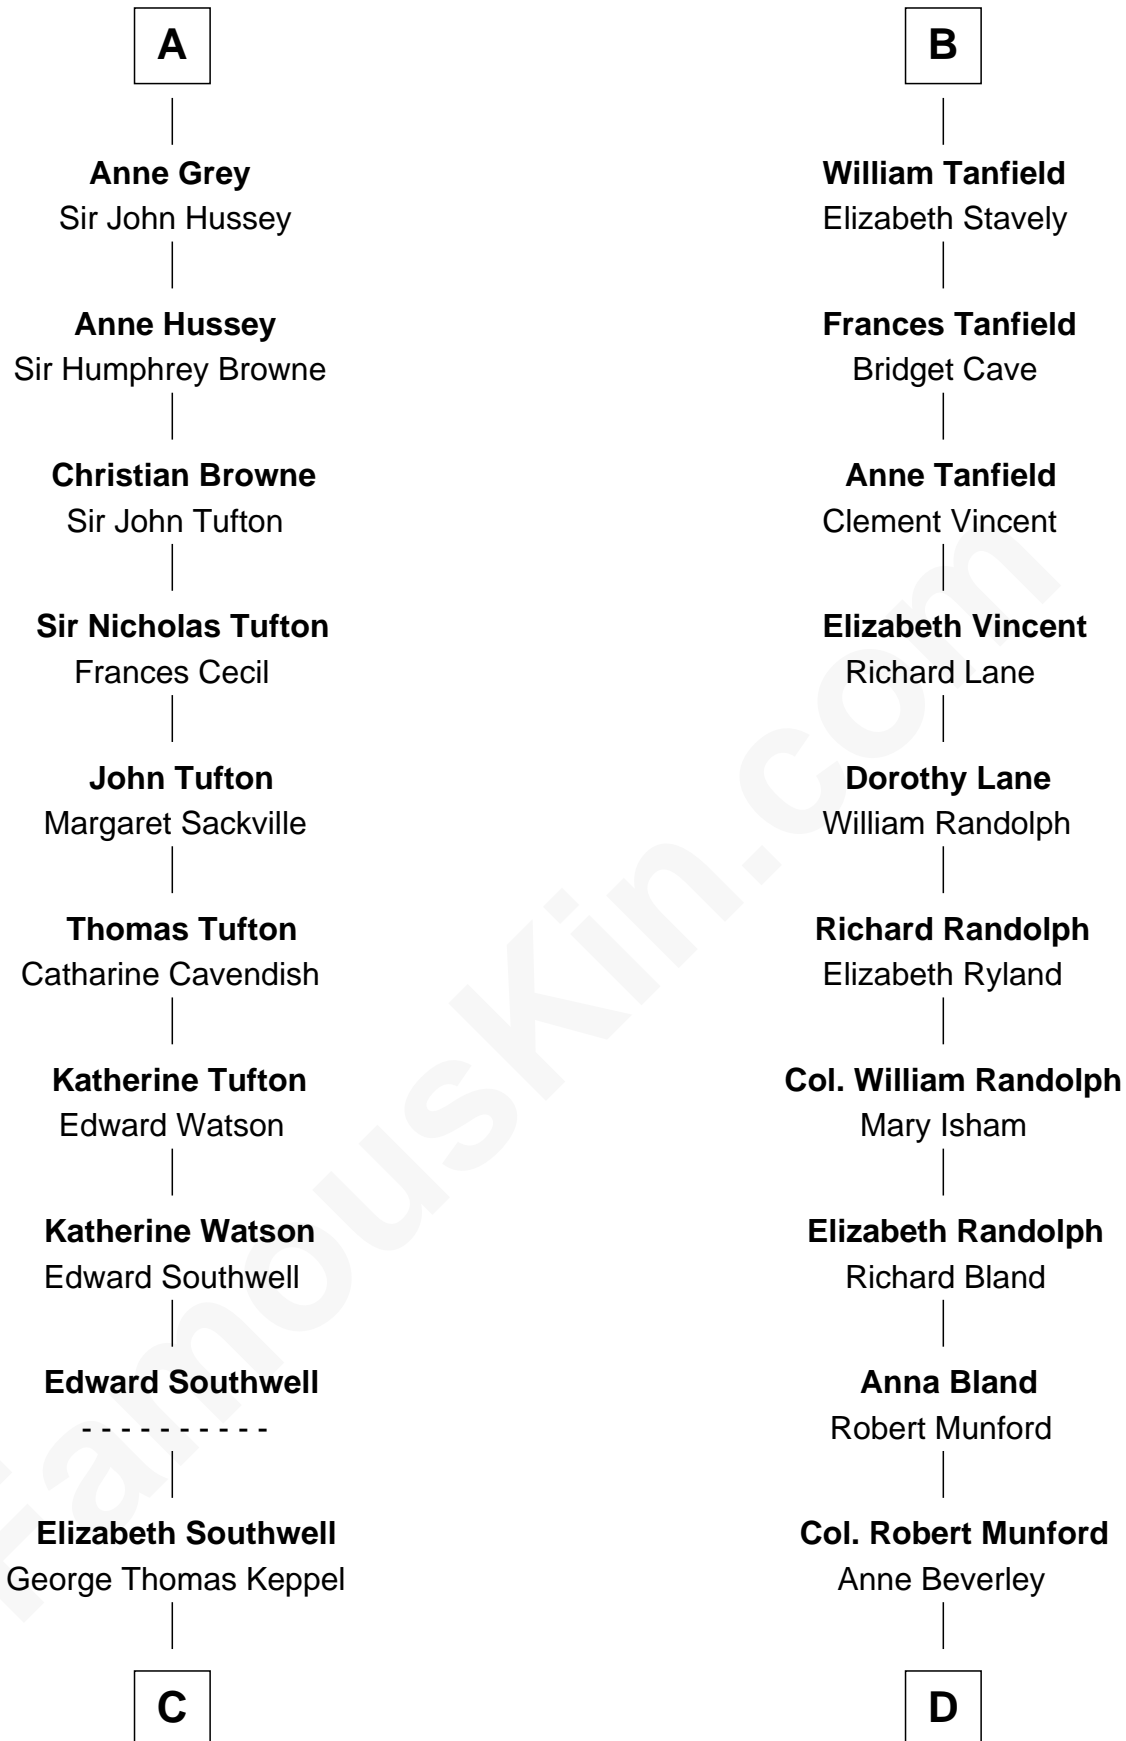 A
Anne Grey
Sir John Hussey
Anne Hussey
Sir Humphrey Browne
Christian Browne
Sir John Tufton
Sir Nicholas Tufton
Frances Cecil
John Tufton
Margaret Sackville
Thomas Tufton
Catharine Cavendish
Katherine Tufton
Edward Watson
Katherine Watson
Edward Southwell
Edward Southwell
- - - - - - - - - -
Elizabeth Southwell
George Thomas Keppel
C
B
William Tanfield
Elizabeth Stavely
Frances Tanfield
Bridget Cave
Anne Tanfield
Clement Vincent
Elizabeth Vincent
Richard Lane
Dorothy Lane
William Randolph
Richard Randolph
Elizabeth Ryland
Col. William Randolph
Mary Isham
Elizabeth Randolph
Richard Bland
Anna Bland
Robert Munford
Col. Robert Munford
Anne Beverley
D
FamousKin.com